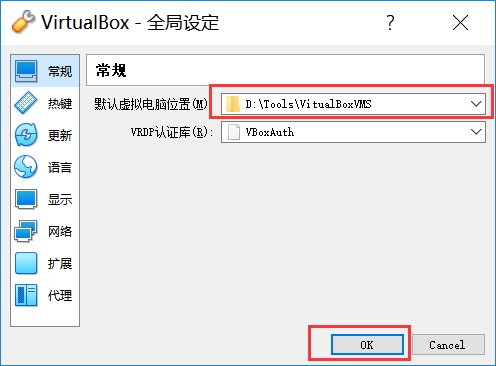 VirtualBox - 全局设定
?
常规
热键
更新
语言
显示
网络
扩展
代理
常规
默认虚拟电脑位置(M)
D:\Tools\VitualBoxVMS
VRDP认证库(R):
VBoxAuth
OK
Cancel